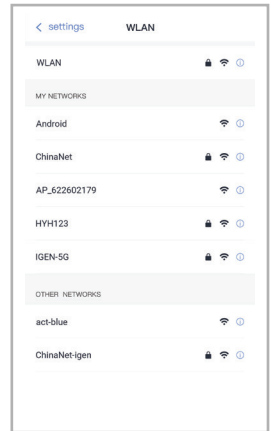 settings WLAN
WLAN
MY NETWORKS
Android
ChinaNet
AP_622602179
HYH123
IGEN-5G
OTHER NETWORKS
act-blue
ChinaNet-igen